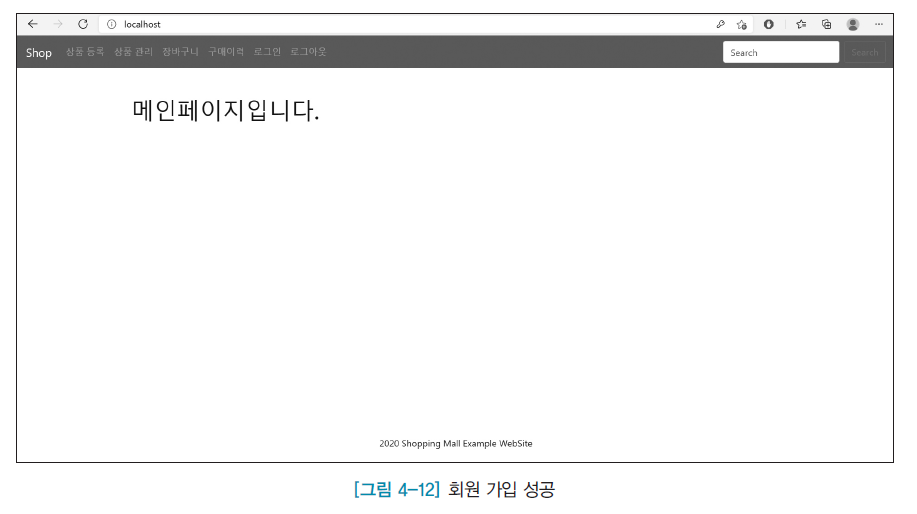 localhost
Shop 상품 등록 상품 관리 장바구니 구매이력 로그인 로그아웃 Search Search
메인페이지입니다.
2020 Shopping Mall Example WebSite
[그림 4-12] 회원 가입 성공